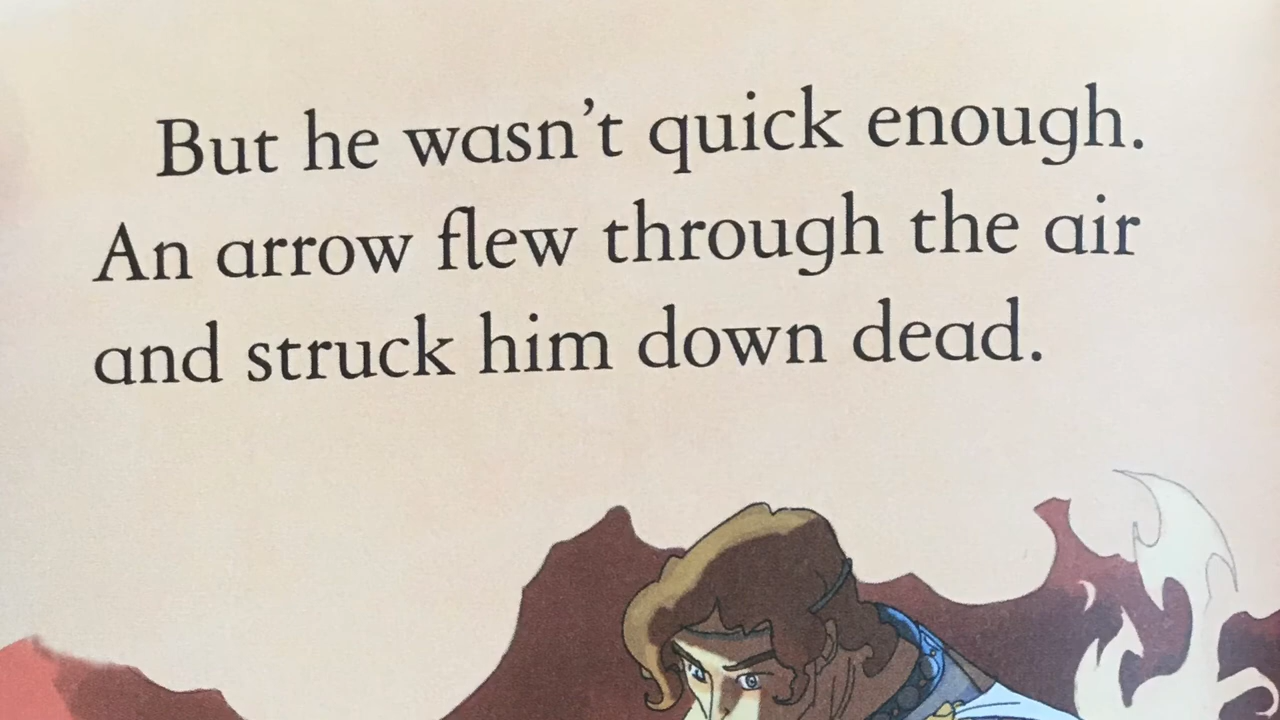 But he wasn't quick enough.
An arrow flew through the air
and struck him down dead.